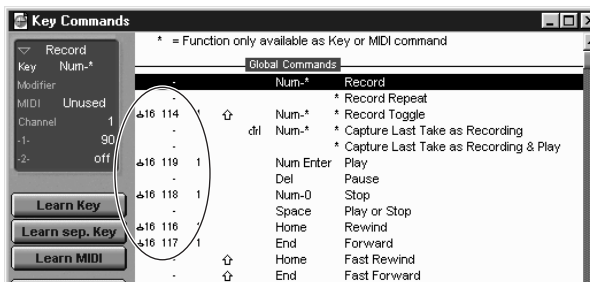 Key Commands
* = Function only available as Key or MIDI command
Record
Key Num-*
Modifier
MIDI Unused
Channel 1
-1- 90
-2- off
Learn Key
Learn sep. Key
Learn MIDI
Global Commands
- Num-* Record
- * Record Repeat
16 114 1 ⇧ Num-* * Record Toggle
- ctrl Num-* * Capture Last Take as Recording
- * Capture Last Take as Recording & Play
16 119 1 Num Enter Play
- Del Pause
16 118 1 Num-0 Stop
- Space Play or Stop
16 116 1 Home Rewind
16 117 1 End Forward
- ⇧ Home Fast Rewind
- ⇧ End Fast Forward